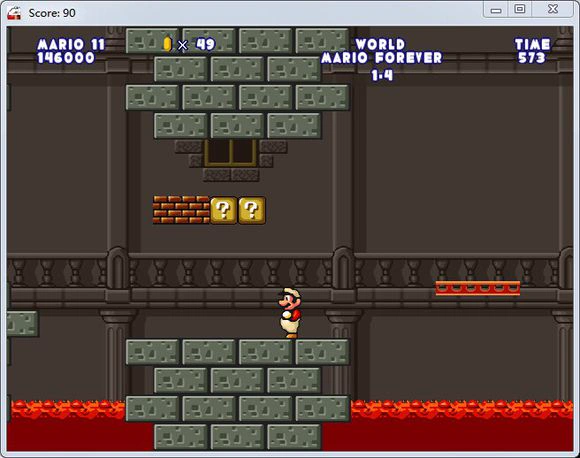 Score: 90
MARIO 11
146000
× 49
WORLD
MARIO FOREVER
1-4
TIME
573
? ?